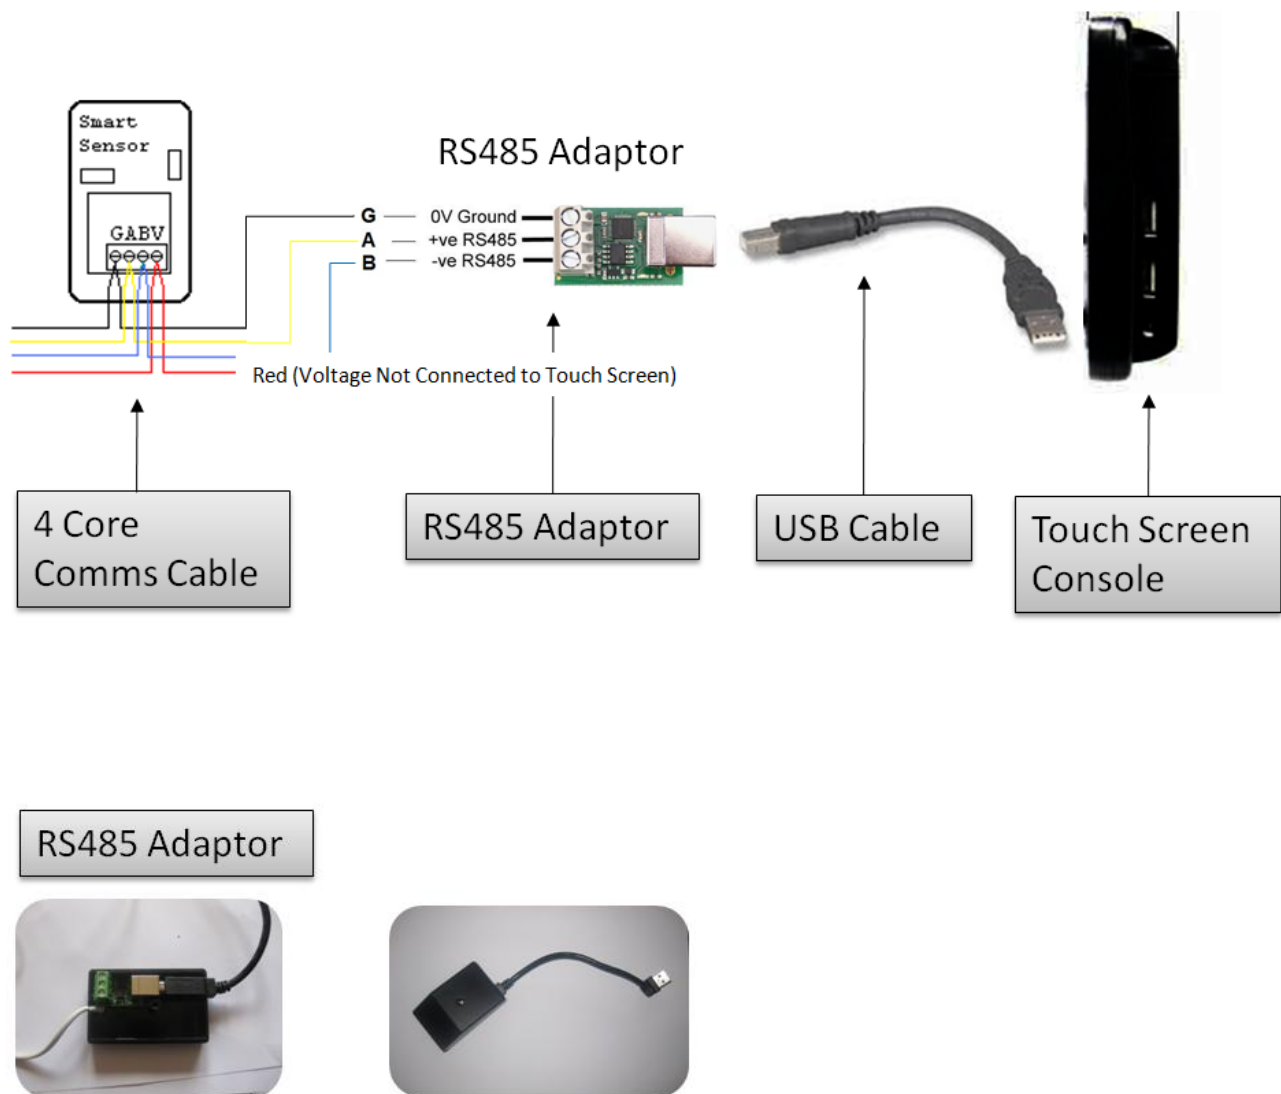 Smart
Sensor
GABV
RS485 Adaptor
G
0V Ground
A
+ve RS485
B
-ve RS485
Red (Voltage Not Connected to Touch Screen)
4 Core
Comms Cable
RS485 Adaptor
USB Cable
Touch Screen
Console
RS485 Adaptor